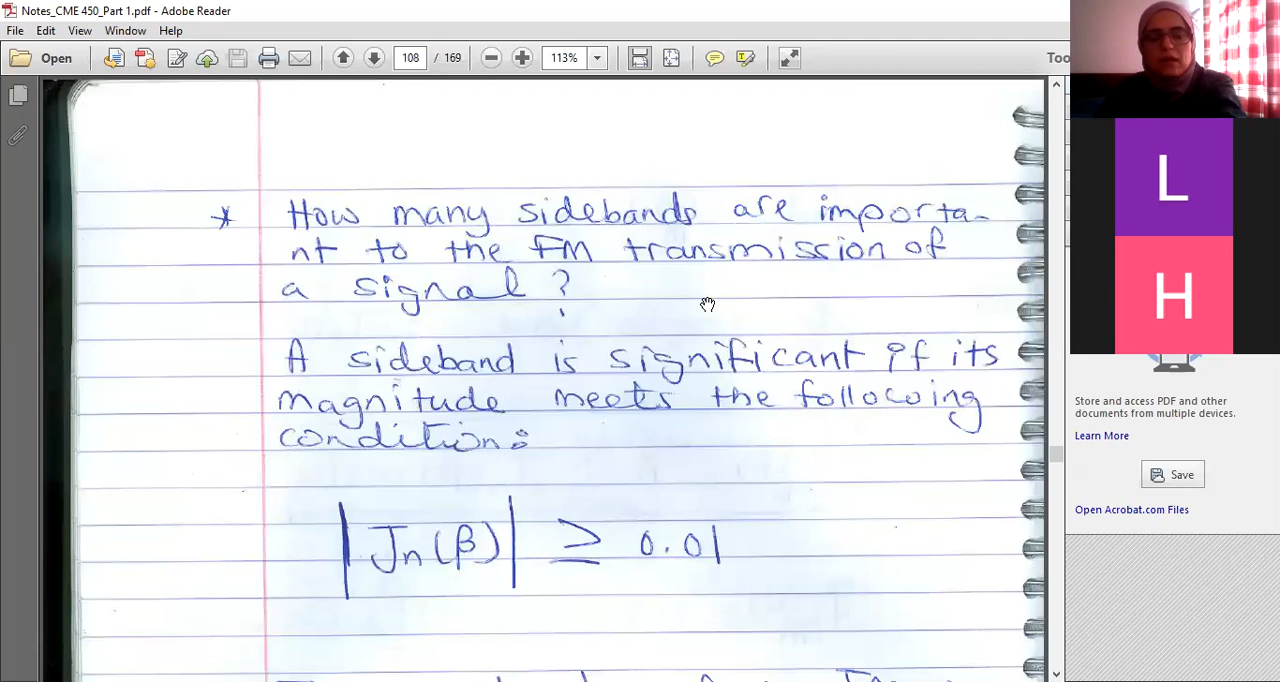 Notes_CME 450_Part 1.pdf - Adobe Reader
File Edit View Window Help
Open 108 / 169 113% Too
L
H
* How many sidebands are importa-
nt to the FM transmission of
a signal?
A sideband is significant if its
magnitude meets the following
condition:
|Jn(β)| ≥ 0.01
Store and access PDF and other
documents from multiple devices.
Learn More
Save
Open Acrobat.com Files